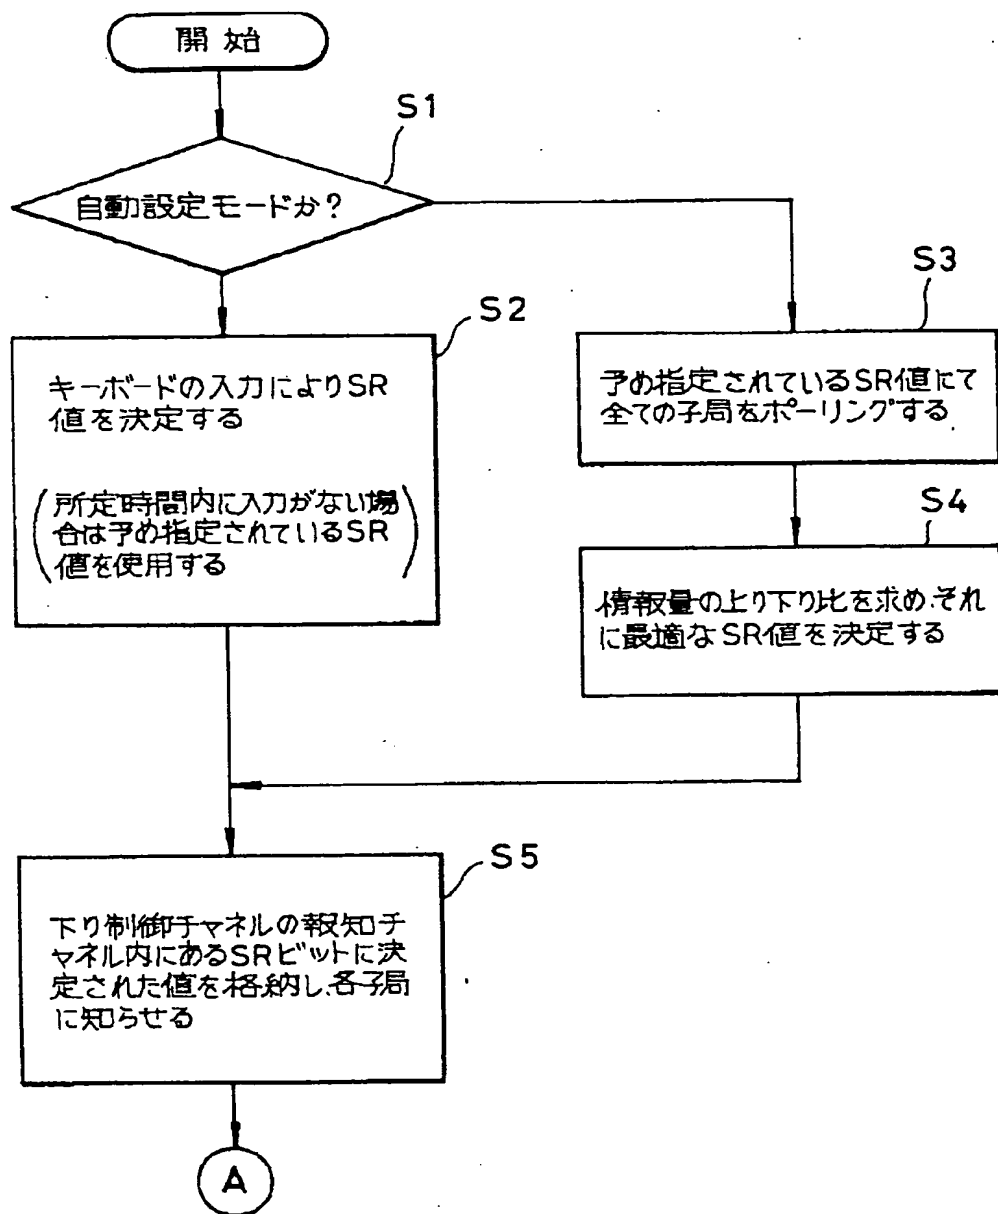 開始
S1
自動設定モードか?
S2
キーボードの入力によりSR
値を決定する
(所定時間内に入力がない場
合は予め指定されているSR
値を使用する)
S3
予め指定されているSR値にて
全ての子局をポーリングする
S4
情報量の上り下り比を求め、それ
に最適なSR値を決定する
S5
下り制御チャネルの報知チ
ャネル内にあるSRビットに決
定された値を格納し、各子局
に知らせる
A